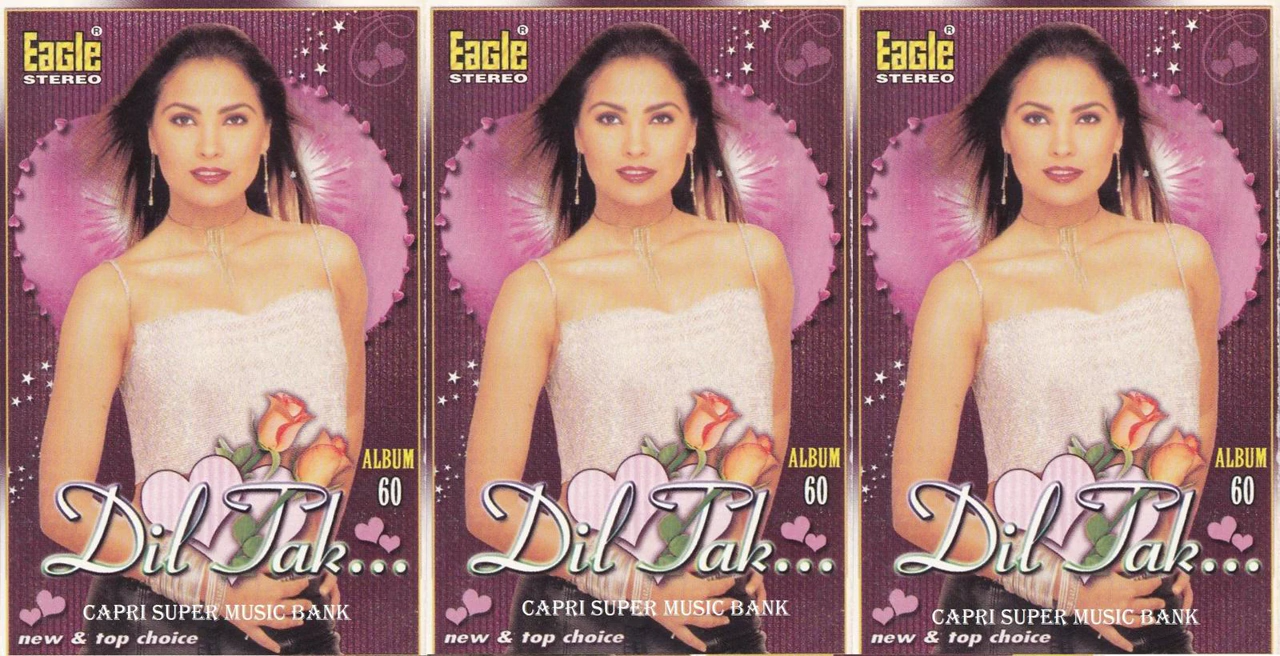 Eagle®
STEREO
ALBUM
60
Dil Tak...
CAPRI SUPER MUSIC BANK
new & top choice
Eagle®
STEREO
ALBUM
60
Dil Tak...
CAPRI SUPER MUSIC BANK
new & top choice
Eagle®
STEREO
ALBUM
60
Dil Tak...
CAPRI SUPER MUSIC BANK
new & top choice